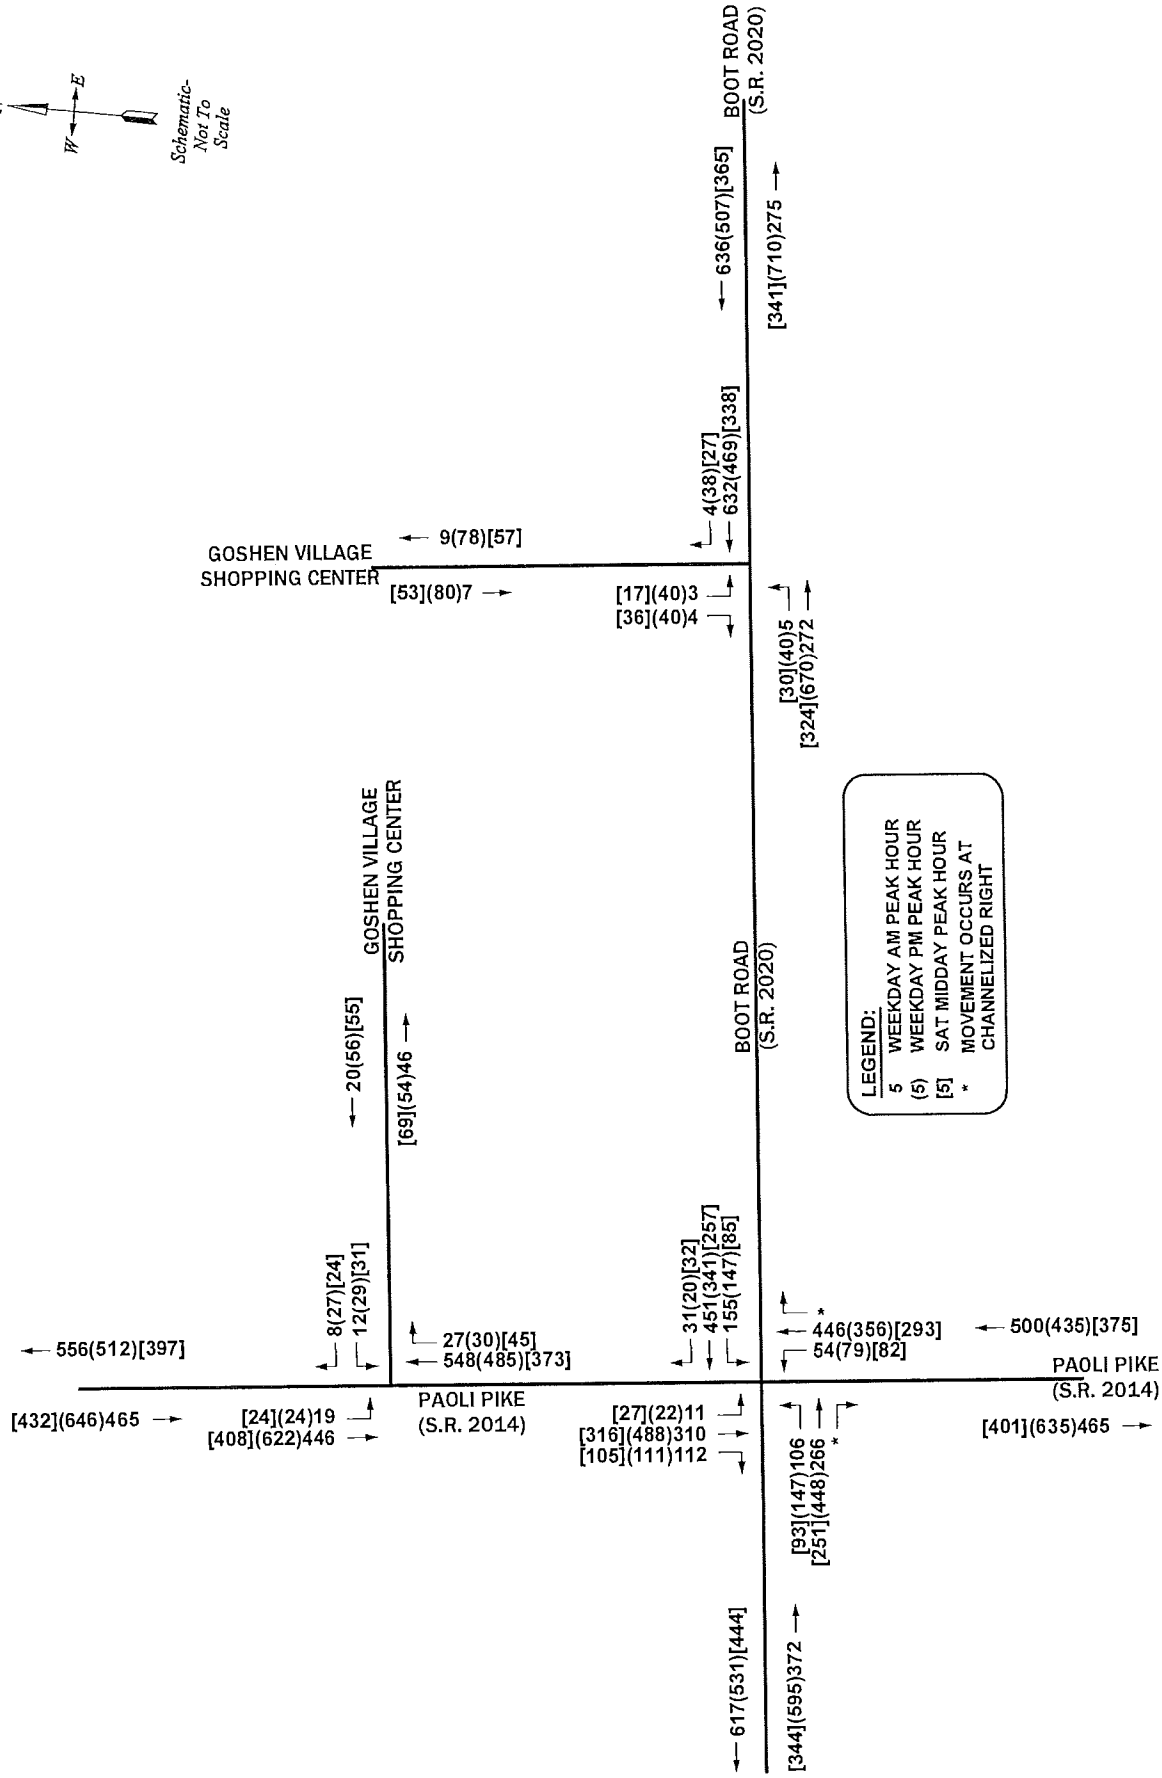 W
E
Schematic-
Not To
Scale
BOOT ROAD
(S.R. 2020)
636(507)[365]
[341](710)275
4(38)[27]
632(469)[338]
9(78)[57]
GOSHEN VILLAGE
SHOPPING CENTER
[53](80)7
[17](40)3
[36](40)4
[30](40)5
[324](670)272
GOSHEN VILLAGE
SHOPPING CENTER
20(56)[55]
[69](54)46
BOOT ROAD
(S.R. 2020)
LEGEND:
5 WEEKDAY AM PEAK HOUR
(5) WEEKDAY PM PEAK HOUR
[5] SAT MIDDAY PEAK HOUR
* MOVEMENT OCCURS AT
CHANNELIZED RIGHT
8(27)[24]
12(29)[31]
556(512)[397]
27(30)[45]
548(485)[373]
[432](646)465
[24](24)19
[408](622)446
PAOLI PIKE
(S.R. 2014)
31(20)[32]
451(341)[257]
155(147)[85]
*
446(356)[293]
54(79)[82]
500(435)[375]
PAOLI PIKE
(S.R. 2014)
[27](22)11
[316](488)310
[105](111)112
[401](635)465
[93](147)106
[251](448)266
*
617(531)[444]
[344](595)372